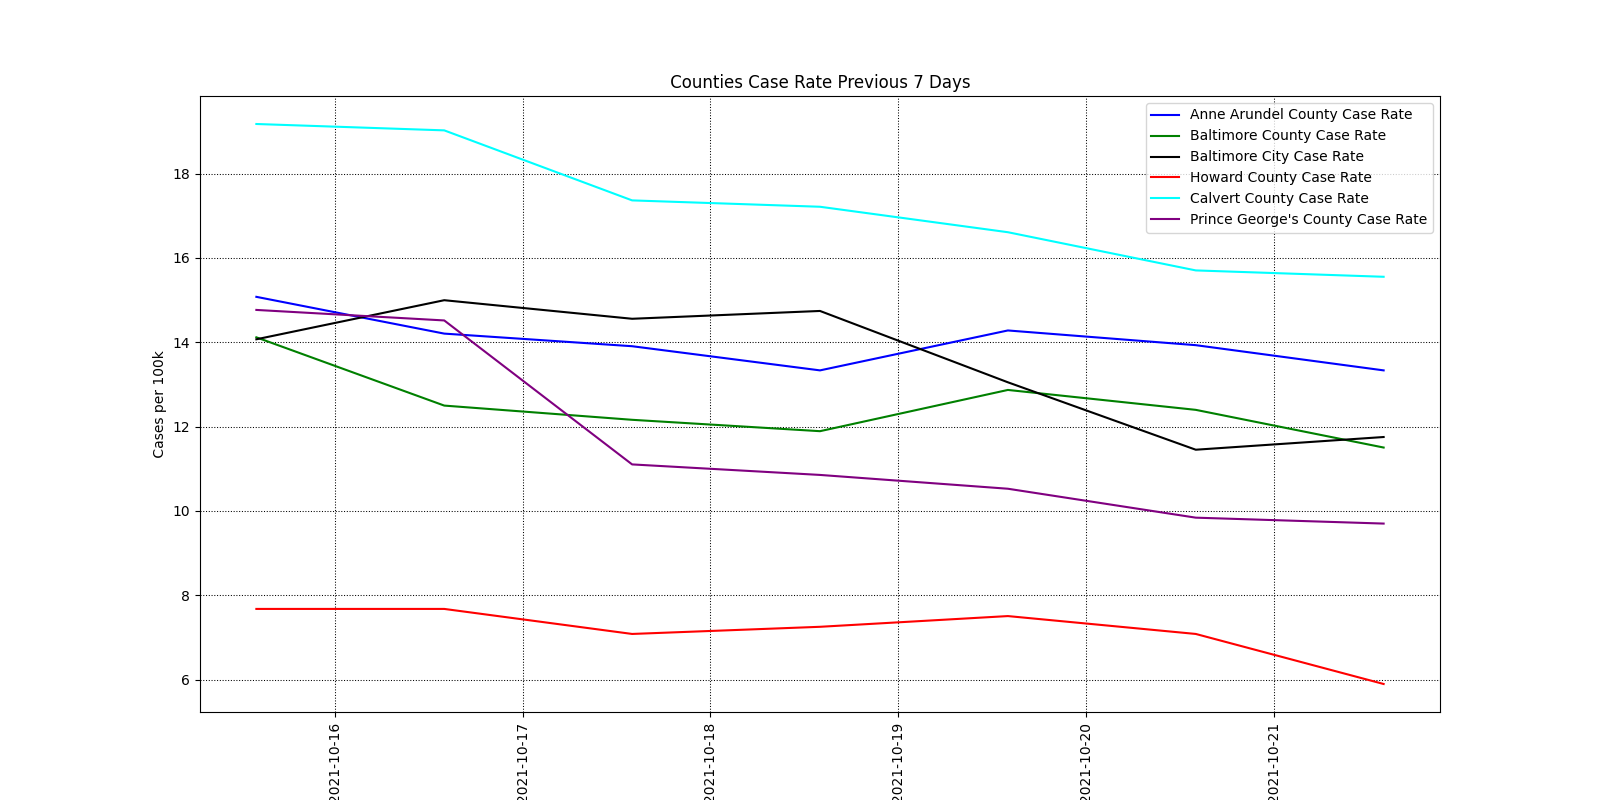 Counties Case Rate Previous 7 Days
Anne Arundel County Case Rate
Baltimore County Case Rate
Baltimore City Case Rate
Howard County Case Rate
Calvert County Case Rate
Prince George's County Case Rate
Cases per 100k
18
16
14
12
10
8
6
2021-10-16
2021-10-17
2021-10-18
2021-10-19
2021-10-20
2021-10-21